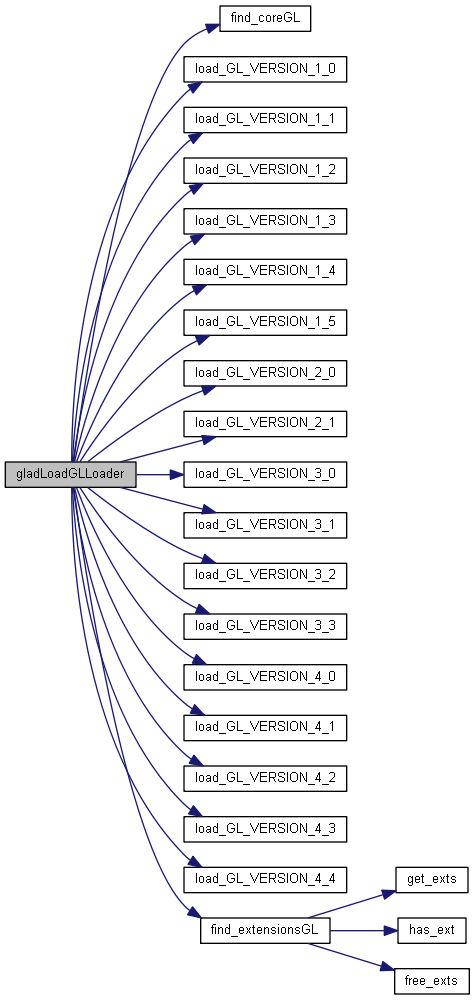 find_coreGL
load_GL_VERSION_1_0
load_GL_VERSION_1_1
load_GL_VERSION_1_2
load_GL_VERSION_1_3
load_GL_VERSION_1_4
load_GL_VERSION_1_5
load_GL_VERSION_2_0
load_GL_VERSION_2_1
gladLoadGLLoader
load_GL_VERSION_3_0
load_GL_VERSION_3_1
load_GL_VERSION_3_2
load_GL_VERSION_3_3
load_GL_VERSION_4_0
load_GL_VERSION_4_1
load_GL_VERSION_4_2
load_GL_VERSION_4_3
load_GL_VERSION_4_4
find_extensionsGL
get_exts
has_ext
free_exts